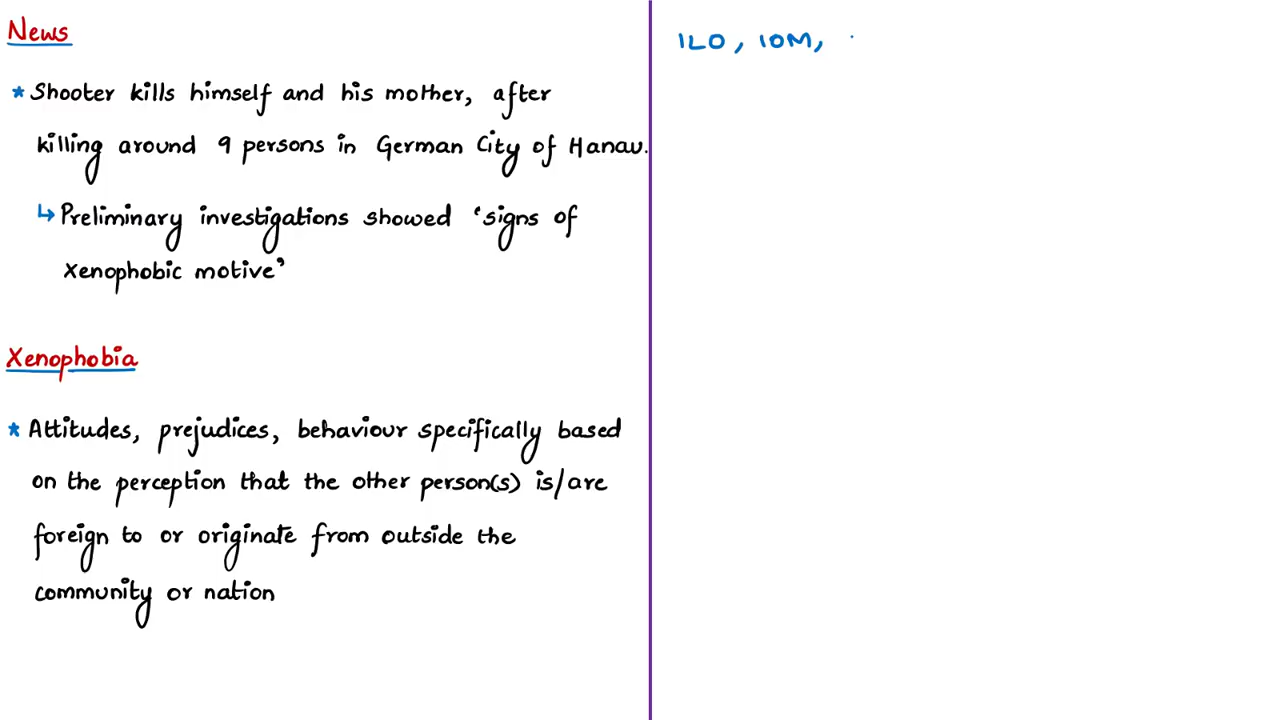 News
* Shooter kills himself and his mother, after
killing around 9 persons in German City of Hanau.
↳ Preliminary investigations showed ‘signs of
xenophobic motive’
Xenophobia
* Attitudes, prejudices, behaviour specifically based
on the perception that the other person(s) is/are
foreign to or originate from outside the
community or nation
ILO, IOM,